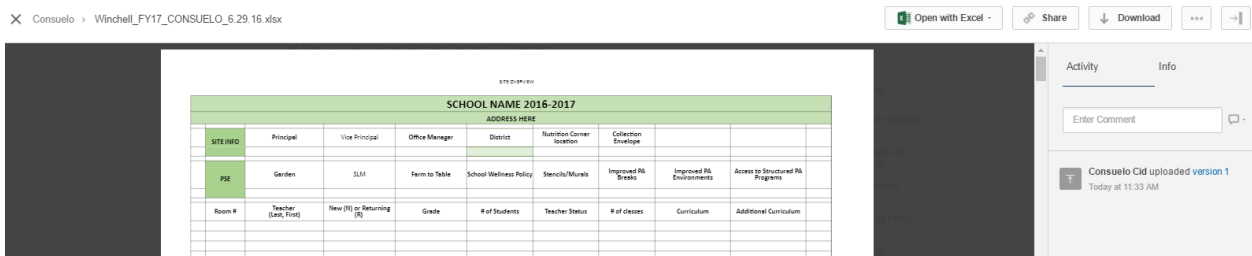 Consuelo › Winchell_FY17_CONSUELO_6.29.16.xlsx
Open with Excel
Share
Download
SITE OVERVIEW
SCHOOL NAME 2016-2017
ADDRESS HERE
SITE INFO Principal Vice Principal Office Manager District Nutrition Corner location Collection Envelope
PSE Garden SLM Farm to Table School Wellness Policy Stencils/Murals Improved PA Breaks Improved PA Environments Access to Structured PA Programs
Room # Teacher (Last, First) New (N) or Returning (R) Grade # of Students Teacher Status # of classes Curriculum Additional Curriculum
Activity Info
Enter Comment
Consuelo Cid uploaded version 1
Today at 11:33 AM